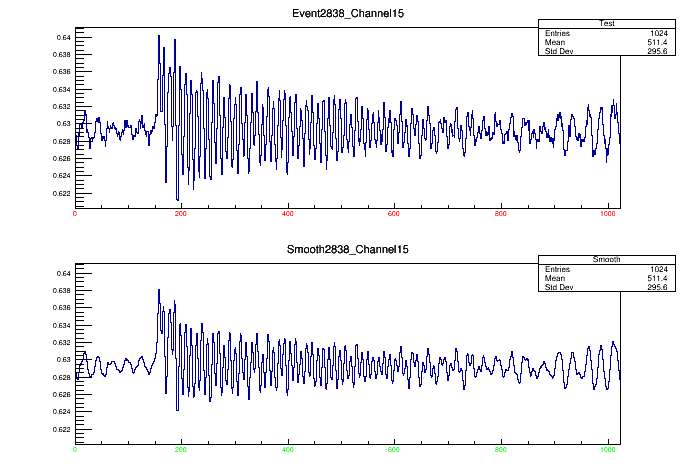 Event2838_Channel15
Test
Entries 1024
Mean 511.4
Std Dev 295.6
0.64
0.638
0.636
0.634
0.632
0.63
0.628
0.626
0.624
0.622
0 200 400 600 800 1000
Smooth2838_Channel15
Smooth
Entries 1024
Mean 511.4
Std Dev 295.6
0.64
0.638
0.636
0.634
0.632
0.63
0.628
0.626
0.624
0.622
0 200 400 600 800 1000